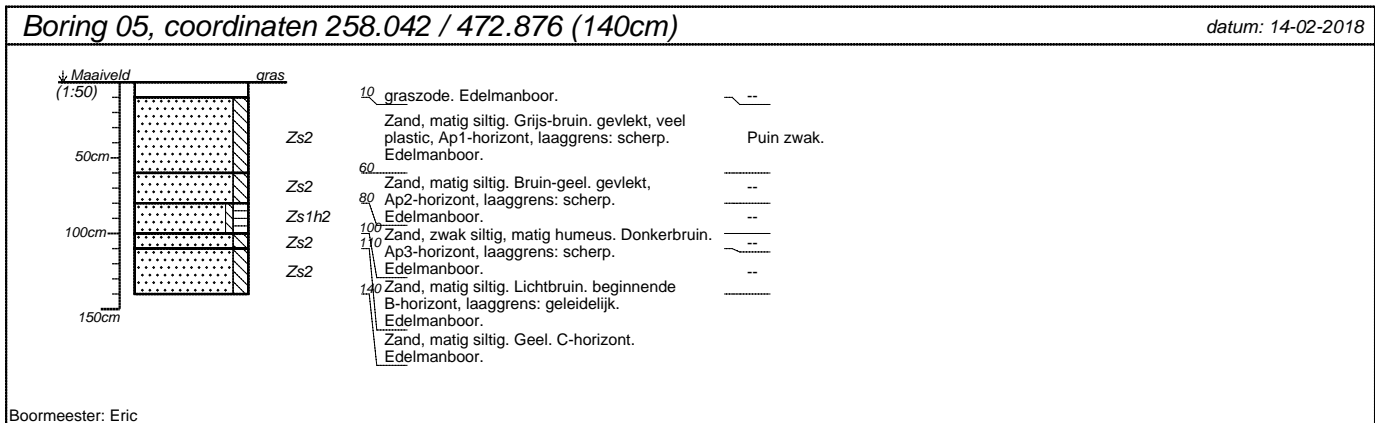 Boring 05, coordinaten 258.042 / 472.876 (140cm)
datum: 14-02-2018
Maaiveld
gras
(1:50)
50cm
100cm
150cm
Zs2
Zs2
Zs1h2
Zs2
Zs2
10
graszode. Edelmanboor.
--
Zand, matig siltig. Grijs-bruin. gevlekt, veel
plastic, Ap1-horizont, laaggrens: scherp.
Edelmanboor.
Puin zwak.
60
Zand, matig siltig. Bruin-geel. gevlekt,
Ap2-horizont, laaggrens: scherp.
Edelmanboor.
--
80
Zand, zwak siltig, matig humeus. Donkerbruin.
Ap3-horizont, laaggrens: scherp.
Edelmanboor.
--
100
Zand, matig siltig. Lichtbruin. beginnende
B-horizont, laaggrens: geleidelijk.
Edelmanboor.
--
110
Zand, matig siltig. Geel. C-horizont.
Edelmanboor.
--
140
Boormeester: Eric